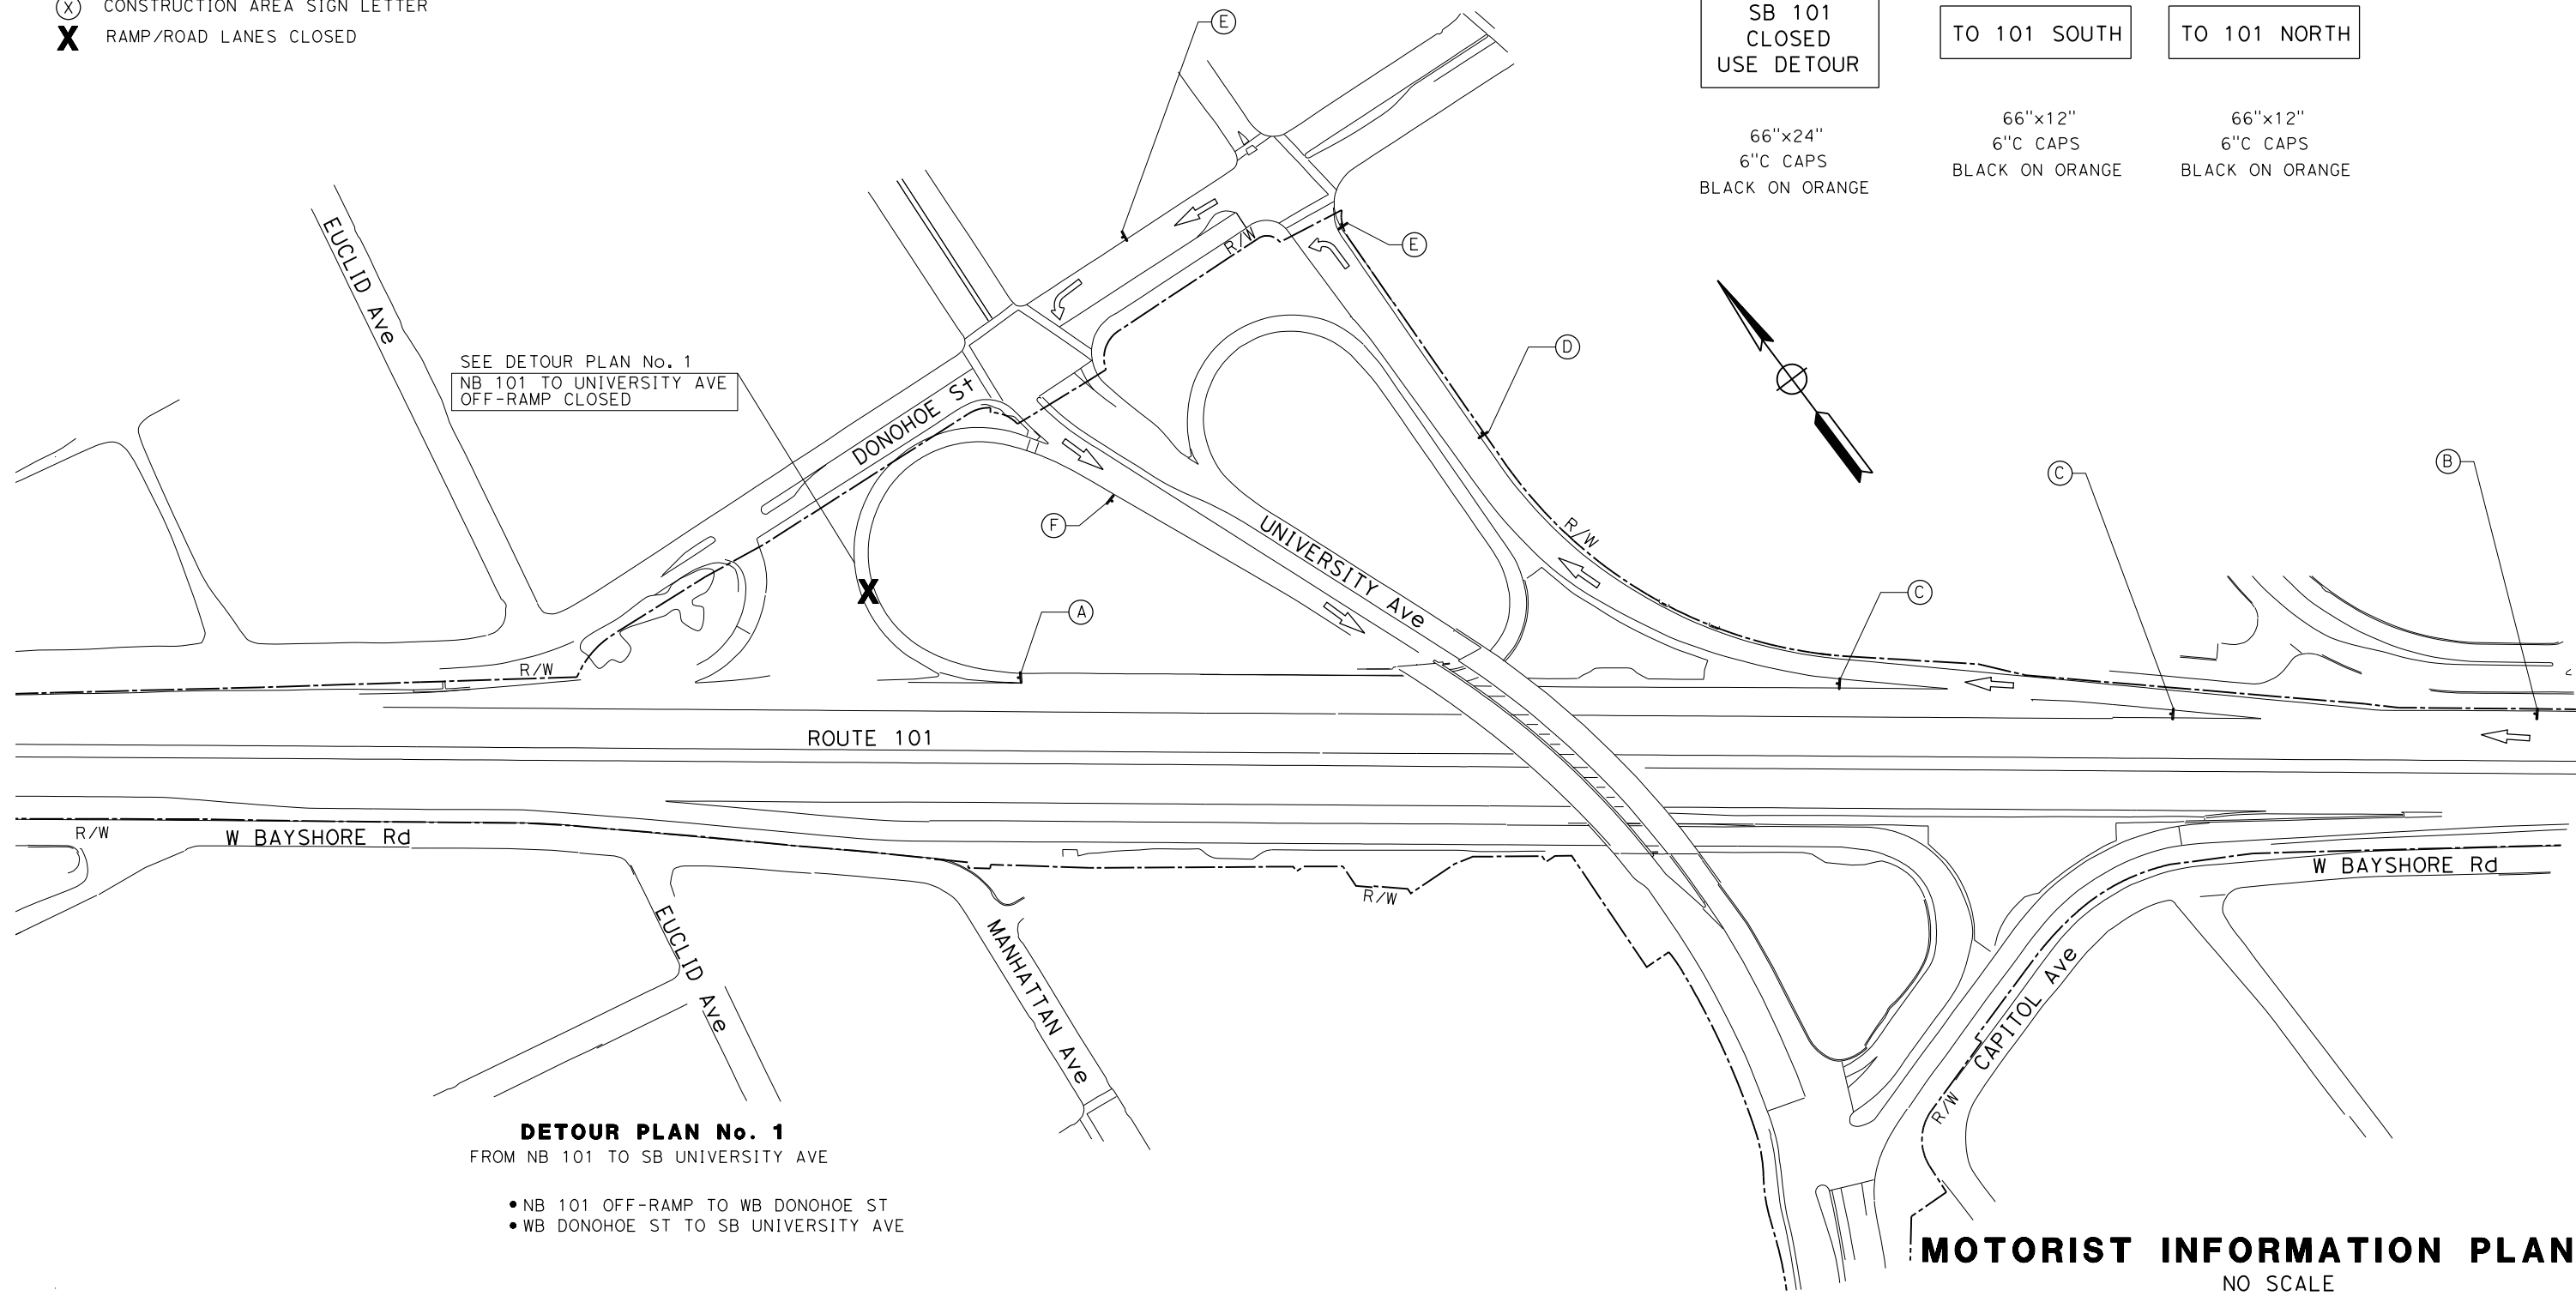 X CONSTRUCTION AREA SIGN LETTER
X RAMP/ROAD LANES CLOSED
E
SB 101
CLOSED
USE DETOUR
66"x24"
6"C CAPS
BLACK ON ORANGE
TO 101 SOUTH
66"x12"
6"C CAPS
BLACK ON ORANGE
TO 101 NORTH
66"x12"
6"C CAPS
BLACK ON ORANGE
EUCLID Ave
R/W
E
D
SEE DETOUR PLAN No. 1
NB 101 TO UNIVERSITY AVE
OFF-RAMP CLOSED
DONOHOE St
C
B
F
UNIVERSITY Ave
R/W
X
A
C
R/W
ROUTE 101
R/W
W BAYSHORE Rd
W BAYSHORE Rd
R/W
EUCLID Ave
MANHATTAN Ave
CAPITOL Ave
R/W
DETOUR PLAN No. 1
FROM NB 101 TO SB UNIVERSITY AVE
• NB 101 OFF-RAMP TO WB DONOHOE ST
• WB DONOHOE ST TO SB UNIVERSITY AVE
MOTORIST INFORMATION PLAN
NO SCALE